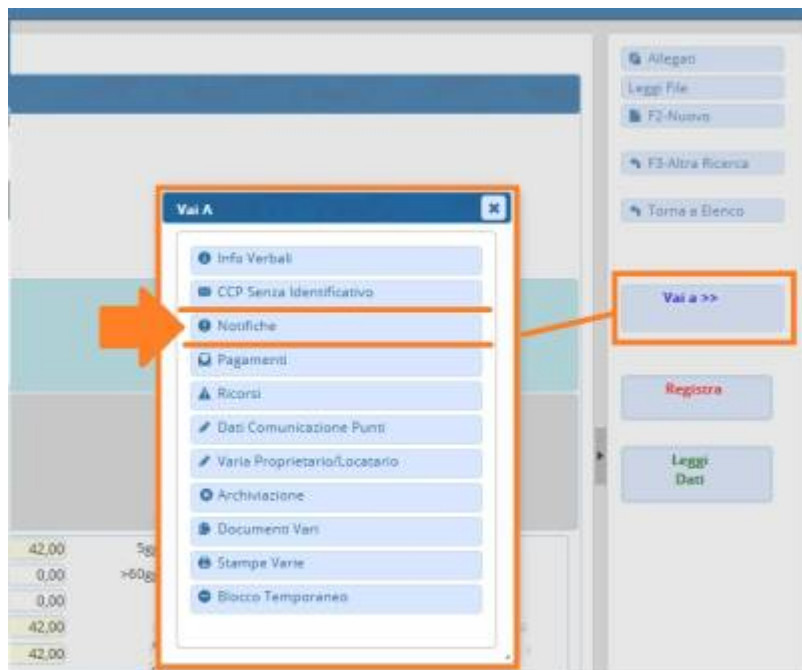 Allegati
Leggi File
F2-Nuovo
F3-Altra Ricerca
Torna a Elenco
Vai A
Info Verbali
CCP Senza Identificativo
Notifiche
Pagamenti
Ricorsi
Dati Comunicazione Punti
Varia Proprietario/Locatario
Archiviazione
Documenti Vari
Stampe Varie
Blocco Temporaneo
Vai a >>
Registra
Leggi
Dati
42,00
0,00 >60g
0,00
42,00
42,00